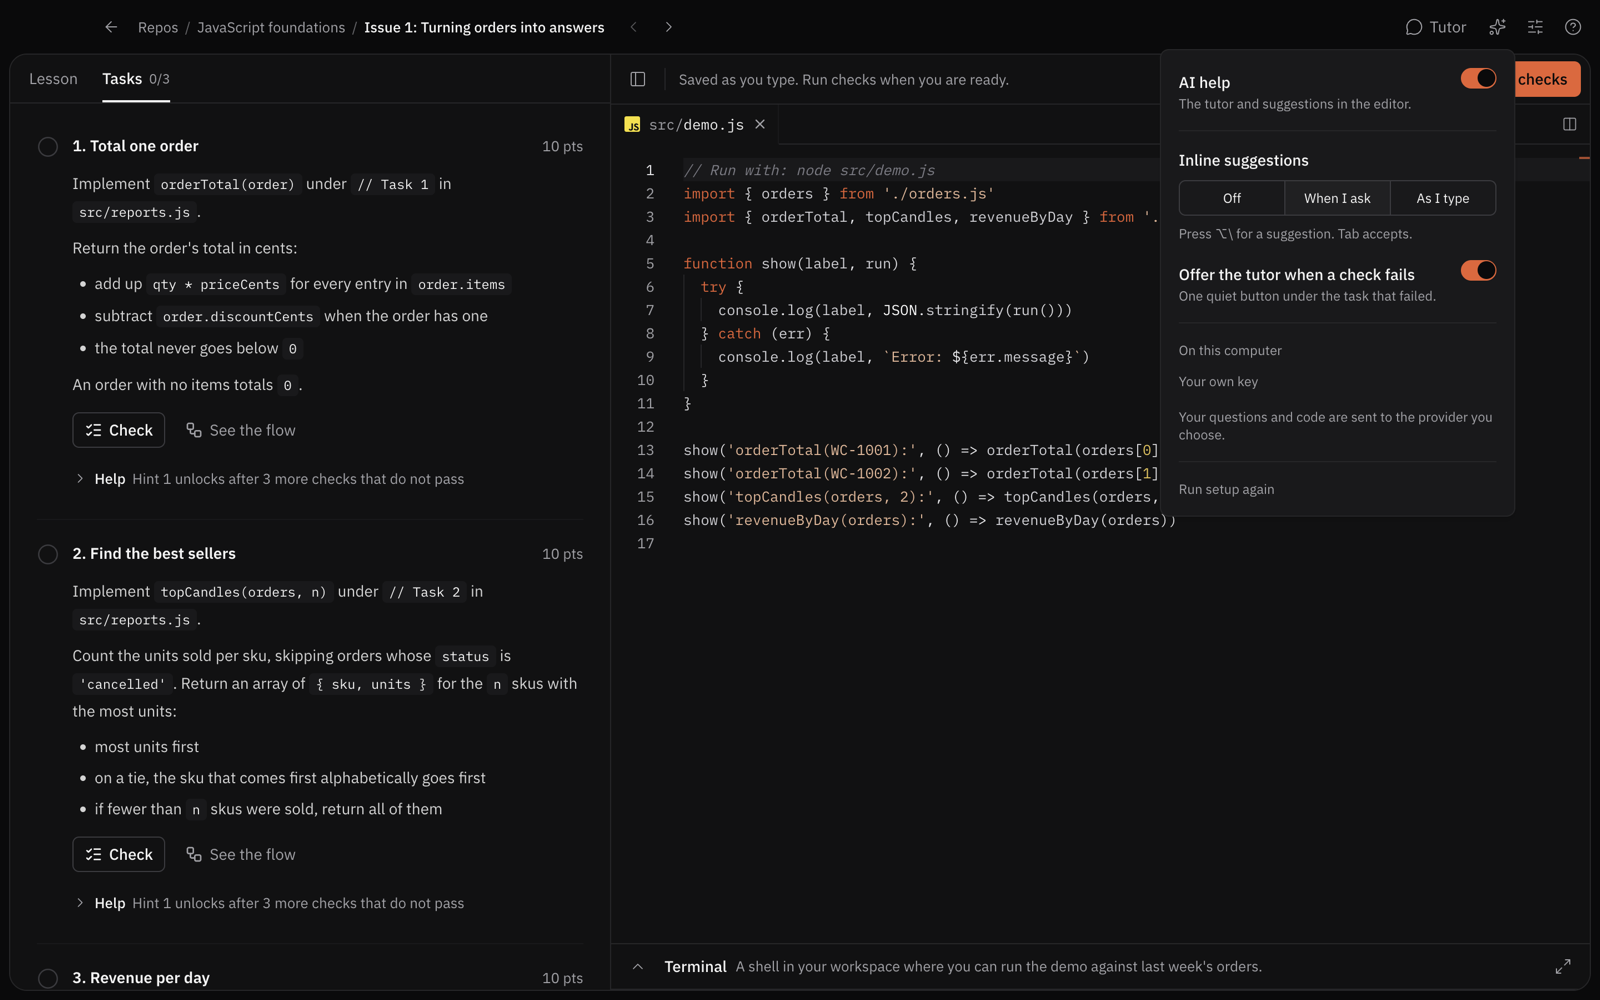 Repos / JavaScript foundations / Issue 1: Turning orders into answers
Tutor
Lesson
Tasks 0/3
1. Total one order
10 pts
Implement orderTotal(order) under // Task 1 in
src/reports.js .
Return the order's total in cents:
• add up qty * priceCents for every entry in order.items
• subtract order.discountCents when the order has one
• the total never goes below 0
An order with no items totals 0 .
Check
See the flow
Help Hint 1 unlocks after 3 more checks that do not pass
2. Find the best sellers
10 pts
Implement topCandles(orders, n) under // Task 2 in
src/reports.js .
Count the units sold per sku, skipping orders whose status is
'cancelled' . Return an array of { sku, units } for the n skus with
the most units:
• most units first
• on a tie, the sku that comes first alphabetically goes first
• if fewer than n skus were sold, return all of them
Check
See the flow
Help Hint 1 unlocks after 3 more checks that do not pass
3. Revenue per day
10 pts
Saved as you type. Run checks when you are ready.
checks
JS src/demo.js
1 // Run with: node src/demo.js
2 import { orders } from './orders.js'
3 import { orderTotal, topCandles, revenueByDay } from '.
4
5 function show(label, run) {
6 try {
7 console.log(label, JSON.stringify(run()))
8 } catch (err) {
9 console.log(label, `Error: ${err.message}`)
10 }
11 }
12
13 show('orderTotal(WC-1001):', () => orderTotal(orders[0]
14 show('orderTotal(WC-1002):', () => orderTotal(orders[1]
15 show('topCandles(orders, 2):', () => topCandles(orders,
16 show('revenueByDay(orders):', () => revenueByDay(orders))
17
AI help
The tutor and suggestions in the editor.
Inline suggestions
Off
When I ask
As I type
Press ⌥\ for a suggestion. Tab accepts.
Offer the tutor when a check fails
One quiet button under the task that failed.
On this computer
Your own key
Your questions and code are sent to the provider you
choose.
Run setup again
Terminal A shell in your workspace where you can run the demo against last week's orders.